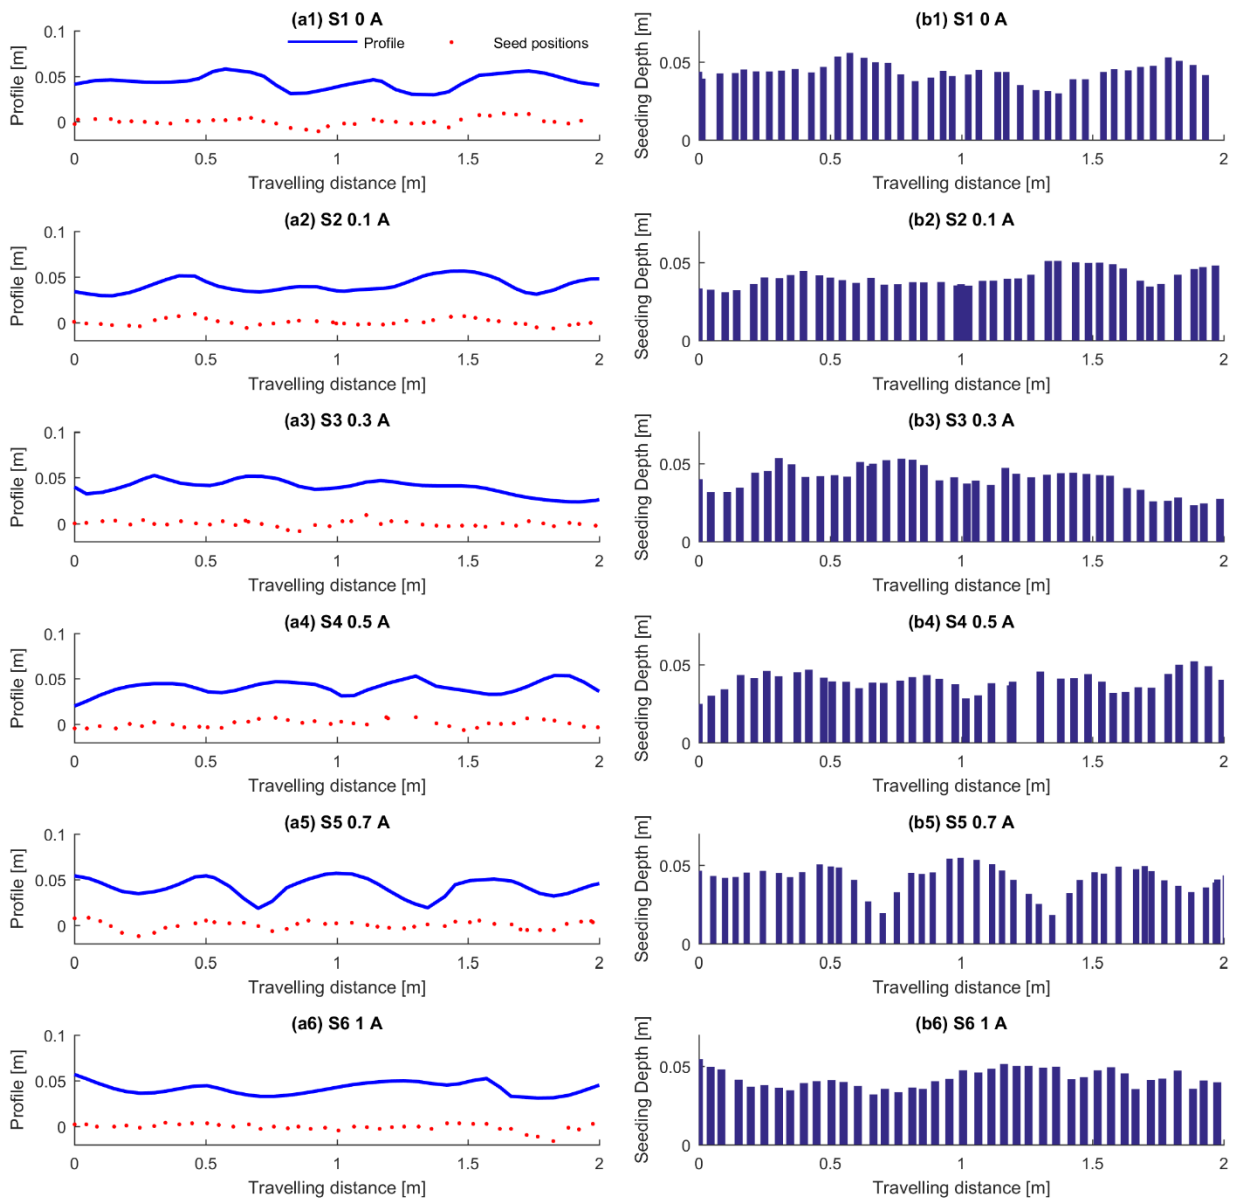 (a1) S1 0 A
Profile [m]
0.1
0.05
0
Profile
Seed positions
0 0.5 1 1.5 2
Travelling distance [m]
(b1) S1 0 A
Seeding Depth [m]
0.05
0
0 0.5 1 1.5 2
Travelling distance [m]
(a2) S2 0.1 A
Profile [m]
0.1
0.05
0
0 0.5 1 1.5 2
Travelling distance [m]
(b2) S2 0.1 A
Seeding Depth [m]
0.05
0
0 0.5 1 1.5 2
Travelling distance [m]
(a3) S3 0.3 A
Profile [m]
0.1
0.05
0
0 0.5 1 1.5 2
Travelling distance [m]
(b3) S3 0.3 A
Seeding Depth [m]
0.05
0
0 0.5 1 1.5 2
Travelling distance [m]
(a4) S4 0.5 A
Profile [m]
0.1
0.05
0
0 0.5 1 1.5 2
Travelling distance [m]
(b4) S4 0.5 A
Seeding Depth [m]
0.05
0
0 0.5 1 1.5 2
Travelling distance [m]
(a5) S5 0.7 A
Profile [m]
0.1
0.05
0
0 0.5 1 1.5 2
Travelling distance [m]
(b5) S5 0.7 A
Seeding Depth [m]
0.05
0
0 0.5 1 1.5 2
Travelling distance [m]
(a6) S6 1 A
Profile [m]
0.1
0.05
0
0 0.5 1 1.5 2
Travelling distance [m]
(b6) S6 1 A
Seeding Depth [m]
0.05
0
0 0.5 1 1.5 2
Travelling distance [m]